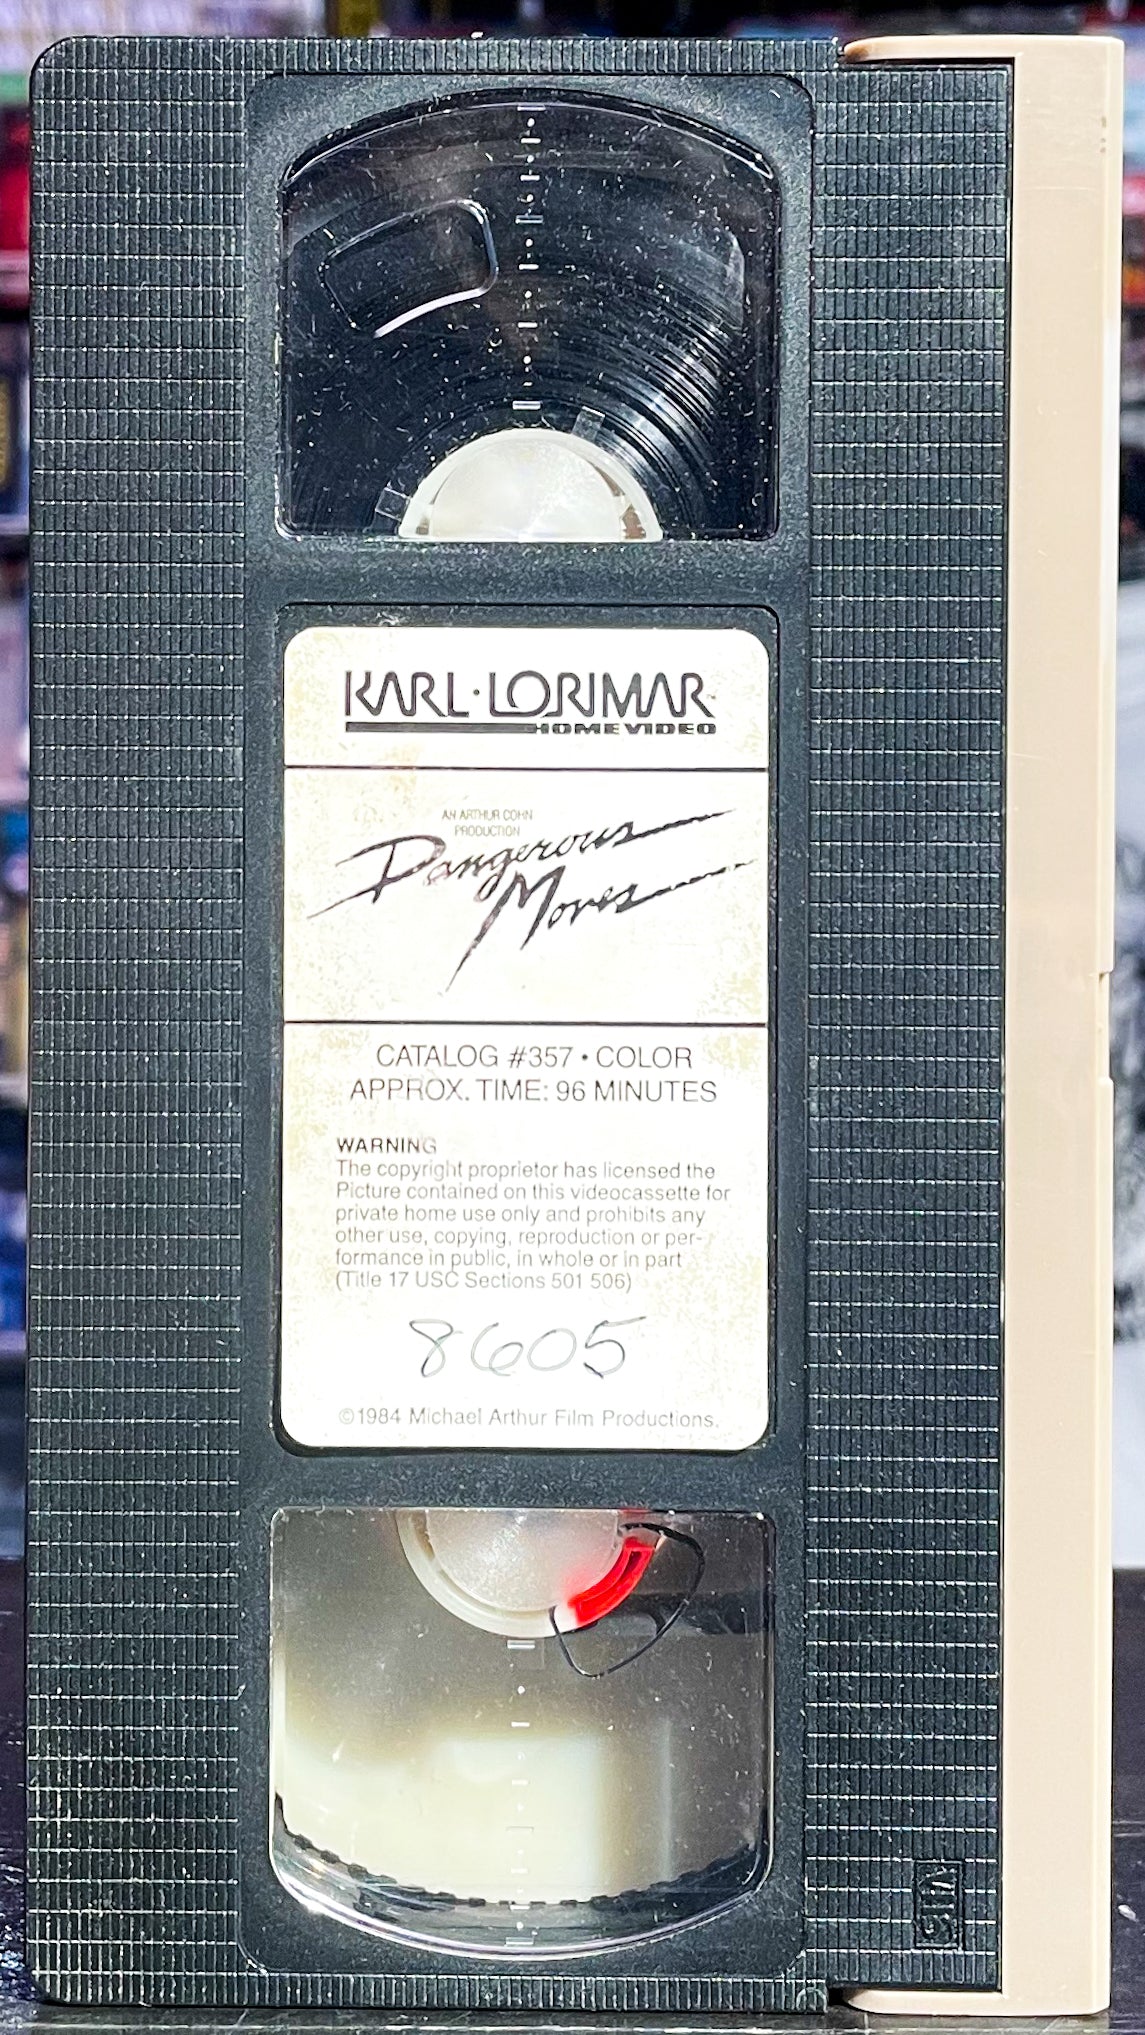 KARL·LORIMAR
HOME VIDEO
AN ARTHUR COHN
PRODUCTION
Dangerous
Moves
CATALOG #357 • COLOR
APPROX. TIME: 96 MINUTES
WARNING
The copyright proprietor has licensed the
Picture contained on this videocassette for
private home use only and prohibits any
other use, copying, reproduction or per-
formance in public, in whole or in part
(Title 17 USC Sections 501 506)
8605
©1984 Michael Arthur Film Productions.
VHS